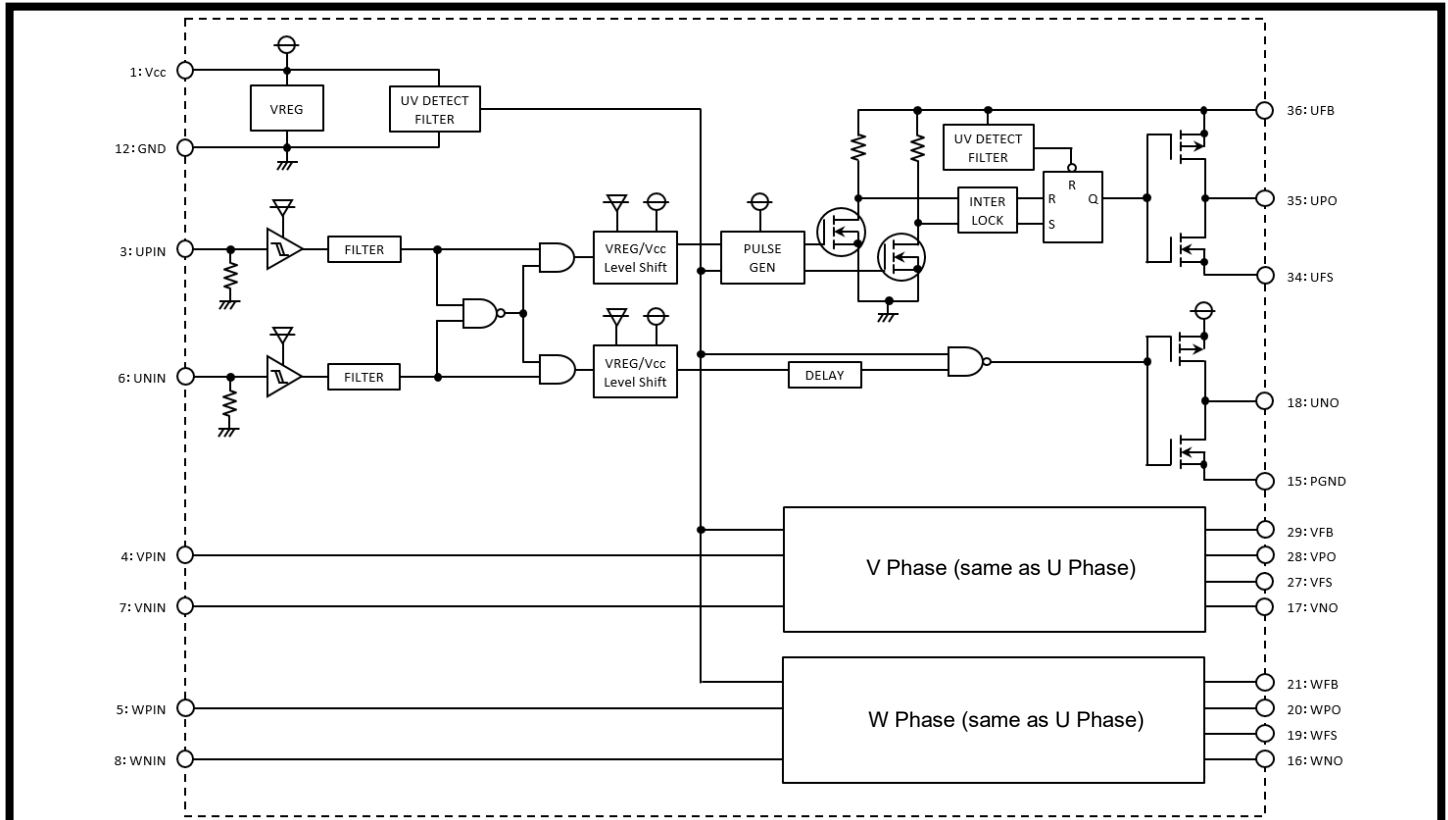 1: Vcc
VREG
UV DETECT
FILTER
12: GND
36: UFB
UV DETECT
FILTER
R
R
Q
S
INTER
LOCK
35: UPO
3: UPIN
FILTER
VREG/Vcc
Level Shift
PULSE
GEN
34: UFS
6: UNIN
FILTER
VREG/Vcc
Level Shift
DELAY
18: UNO
15: PGND
4: VPIN
7: VNIN
V Phase (same as U Phase)
29: VFB
28: VPO
27: VFS
17: VNO
5: WPIN
8: WNIN
W Phase (same as U Phase)
21: WFB
20: WPO
19: WFS
16: WNO